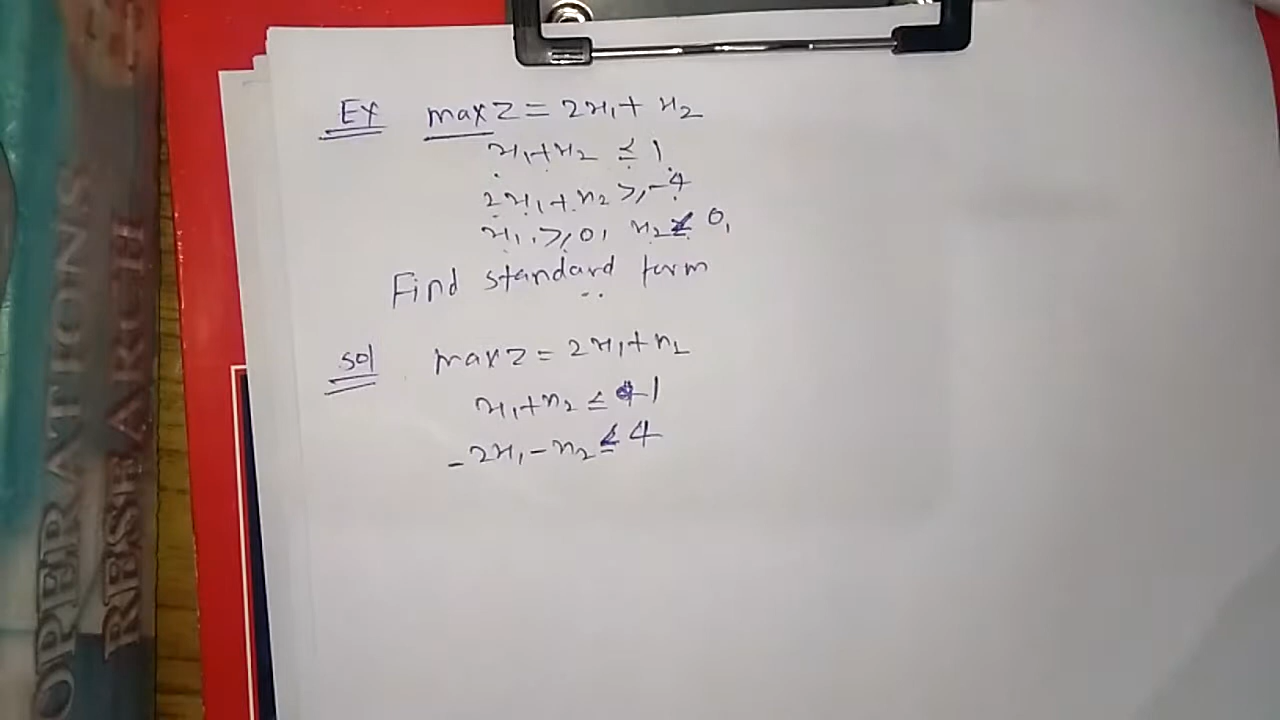 OPERATIONS
RESEARCH
Ex max Z = 2x₁ + x₂
x₁ + x₂ ≤ 1
2x₁ + x₂ ≥ -4
x₁ ≥ 0, x₂ ≤ 0,
Find standard form
Sol max Z = 2x₁ + x₂
x₁ + x₂ ≤ 1
-2x₁ - x₂ ≤ 4